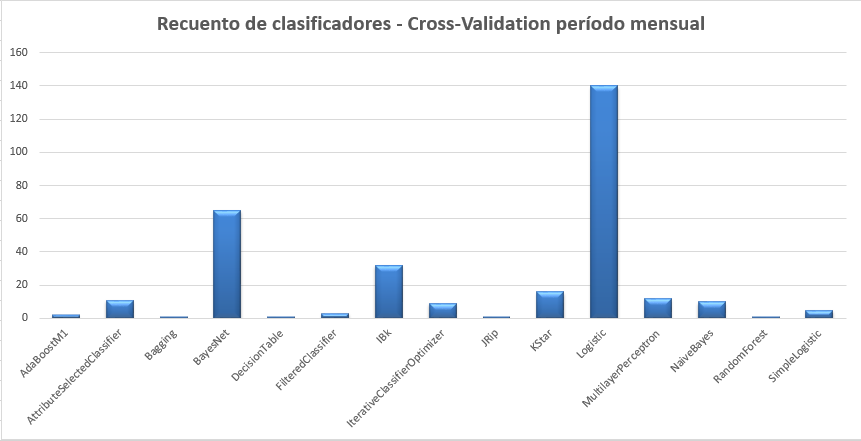 Recuento de clasificadores - Cross-Validation período mensual
160
140
120
100
80
60
40
20
0
AdaBoostM1
AttributeSelectedClassifier
Bagging
BayesNet
DecisionTable
FilteredClassifier
IBk
IterativeClassifierOptimizer
JRip
KStar
Logistic
MultilayerPerceptron
NaiveBayes
RandomForest
SimpleLogistic